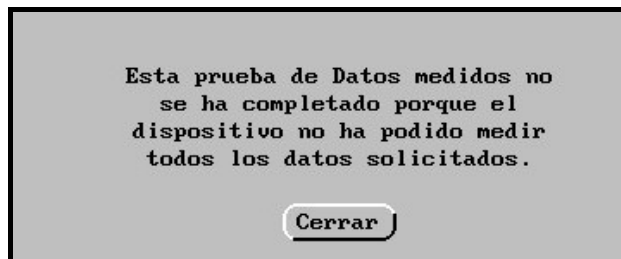 Esta prueba de Datos medidos no
se ha completado porque el
dispositivo no ha podido medir
todos los datos solicitados.
Cerrar